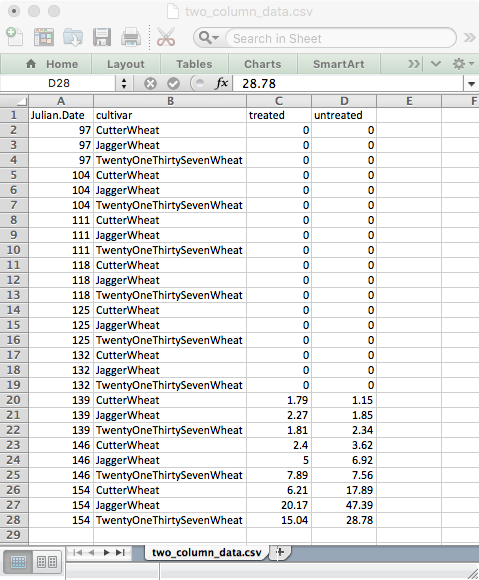 two_column_data.csv
Search in Sheet
Home Layout Tables Charts SmartArt >>
D28 fx 28.78
A B C D E F
1 Julian.Date cultivar treated untreated
2 97 CutterWheat 0 0
3 97 JaggerWheat 0 0
4 97 TwentyOneThirtySevenWheat 0 0
5 104 CutterWheat 0 0
6 104 JaggerWheat 0 0
7 104 TwentyOneThirtySevenWheat 0 0
8 111 CutterWheat 0 0
9 111 JaggerWheat 0 0
10 111 TwentyOneThirtySevenWheat 0 0
11 118 CutterWheat 0 0
12 118 JaggerWheat 0 0
13 118 TwentyOneThirtySevenWheat 0 0
14 125 CutterWheat 0 0
15 125 JaggerWheat 0 0
16 125 TwentyOneThirtySevenWheat 0 0
17 132 CutterWheat 0 0
18 132 JaggerWheat 0 0
19 132 TwentyOneThirtySevenWheat 0 0
20 139 CutterWheat 1.79 1.15
21 139 JaggerWheat 2.27 1.85
22 139 TwentyOneThirtySevenWheat 1.81 2.34
23 146 CutterWheat 2.4 3.62
24 146 JaggerWheat 5 6.92
25 146 TwentyOneThirtySevenWheat 7.89 7.56
26 154 CutterWheat 6.21 17.89
27 154 JaggerWheat 20.17 47.39
28 154 TwentyOneThirtySevenWheat 15.04 28.78
29
two_column_data.csv